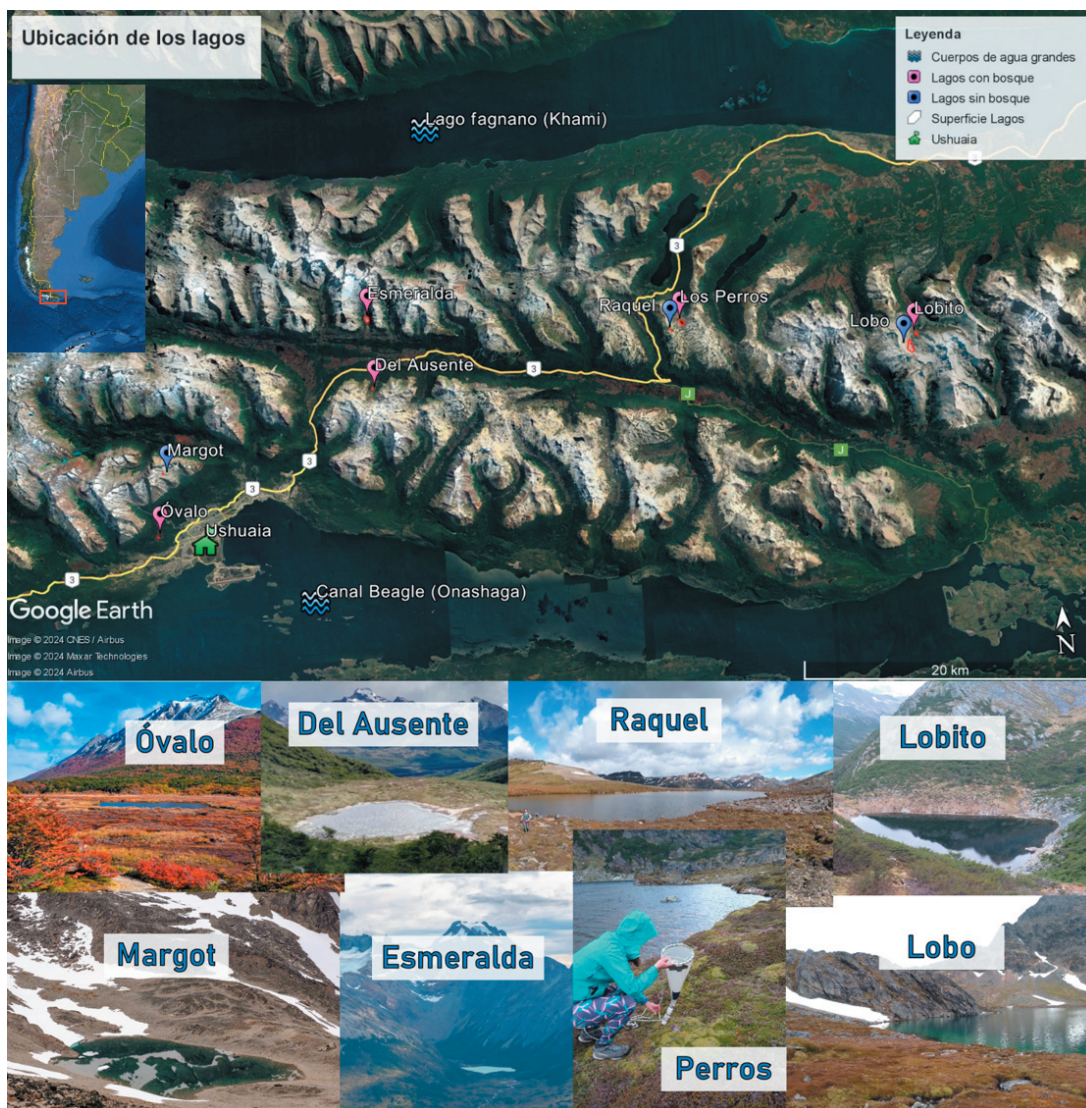 Ubicación de los lagos
Leyenda
Cuerpos de agua grandes
Lagos con bosque
Lagos sin bosque
Superficie Lagos
Ushuaia
Lago fagnano (Khami)
3
3
Esmeralda
Raquel
Los Perros
Lobo
Lobito
Del Ausente
3
J
Margot
J
3
3
Óvalo
Ushuaia
3
Canal Beagle (Onashaga)
Google Earth
Image © 2024 CNES / Airbus
Image © 2024 Maxar Technologies
Image © 2024 Airbus
N
20 km
Óvalo
Del Ausente
Raquel
Lobito
Margot
Esmeralda
Perros
Lobo